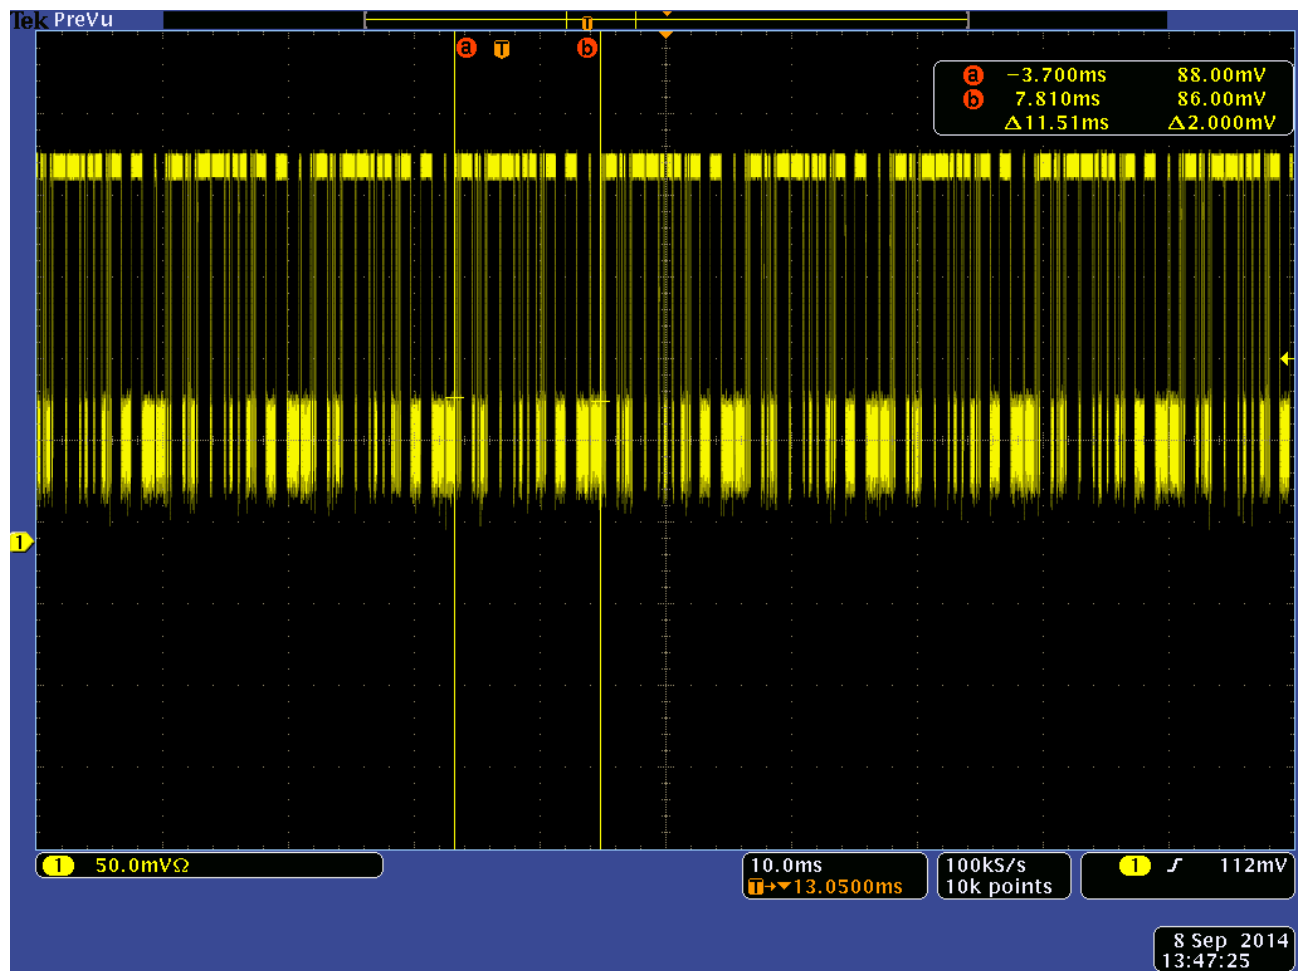 Tek PreVu
T
a T b
a −3.700ms 88.00mV
b 7.810ms 86.00mV
Δ11.51ms Δ2.000mV
1
1 50.0mVΩ
10.0ms
T→▼13.0500ms
100kS/s
10k points
1 112mV
8 Sep 2014
13:47:25